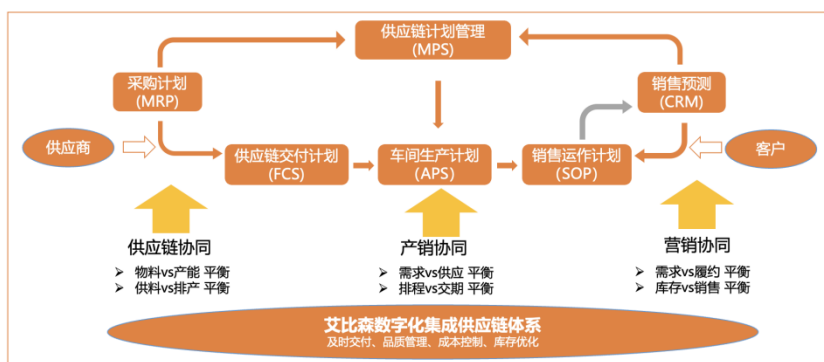 供应链计划管理
(MPS)
采购计划
(MRP)
销售预测
(CRM)
供应商
供应链交付计划
(FCS)
车间生产计划
(APS)
销售运作计划
(SOP)
客户
供应链协同
➢ 物料vs产能 平衡
➢ 供料vs排产 平衡
产销协同
➢ 需求vs供应 平衡
➢ 排程vs交期 平衡
营销协同
➢ 需求vs履约 平衡
➢ 库存vs销售 平衡
艾比森数字化集成供应链体系
及时交付、品质管理、成本控制、库存优化